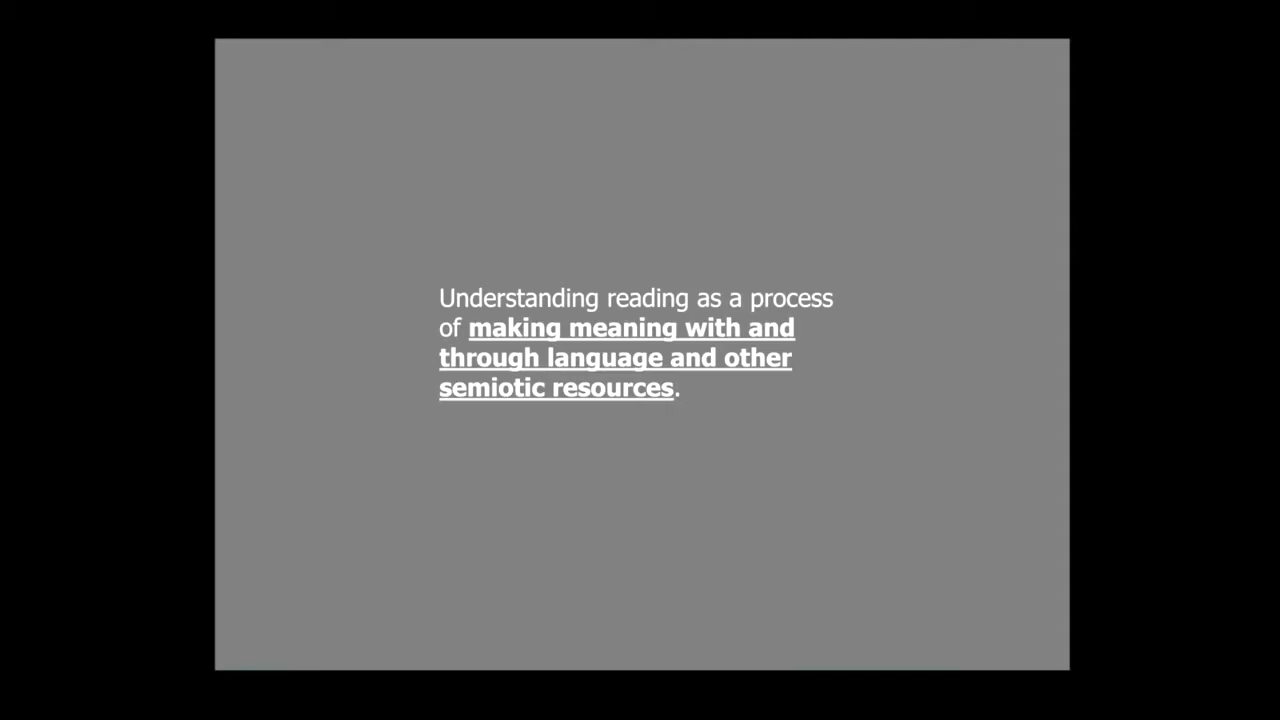 Understanding reading as a process
of making meaning with and
through language and other
semiotic resources.